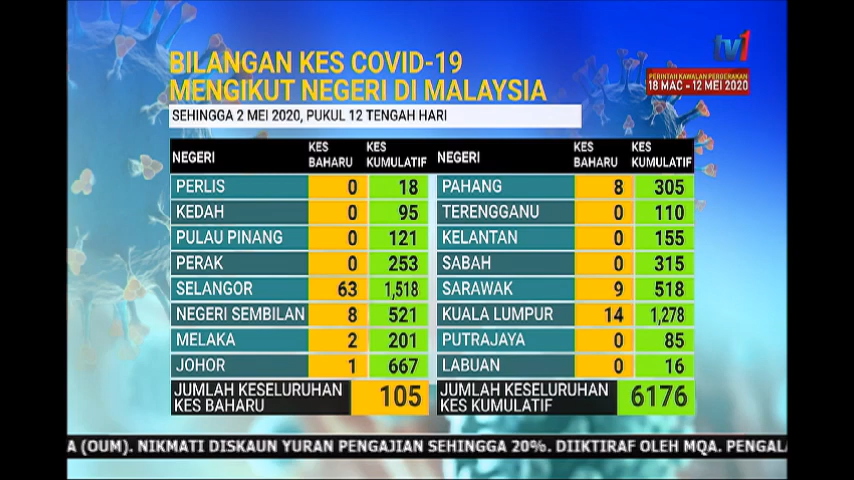 tv1
BILANGAN KES COVID-19
MENGIKUT NEGERI DI MALAYSIA
PERINTAH KAWALAN PERGERAKAN
18 MAC - 12 MEI 2020
SEHINGGA 2 MEI 2020, PUKUL 12 TENGAH HARI
NEGERI KES BAHARU KES KUMULATIF NEGERI KES BAHARU KES KUMULATIF
PERLIS 0 18 PAHANG 8 305
KEDAH 0 95 TERENGGANU 0 110
PULAU PINANG 0 121 KELANTAN 0 155
PERAK 0 253 SABAH 0 315
SELANGOR 63 1,518 SARAWAK 9 518
NEGERI SEMBILAN 8 521 KUALA LUMPUR 14 1,278
MELAKA 2 201 PUTRAJAYA 0 85
JOHOR 1 667 LABUAN 0 16
JUMLAH KESELURUHAN KES BAHARU 105 JUMLAH KESELURUHAN KES KUMULATIF 6176
(OUM). NIKMATI DISKAUN YURAN PENGAJIAN SEHINGGA 20%. DIIKTIRAF OLEH MQA. PENGALA